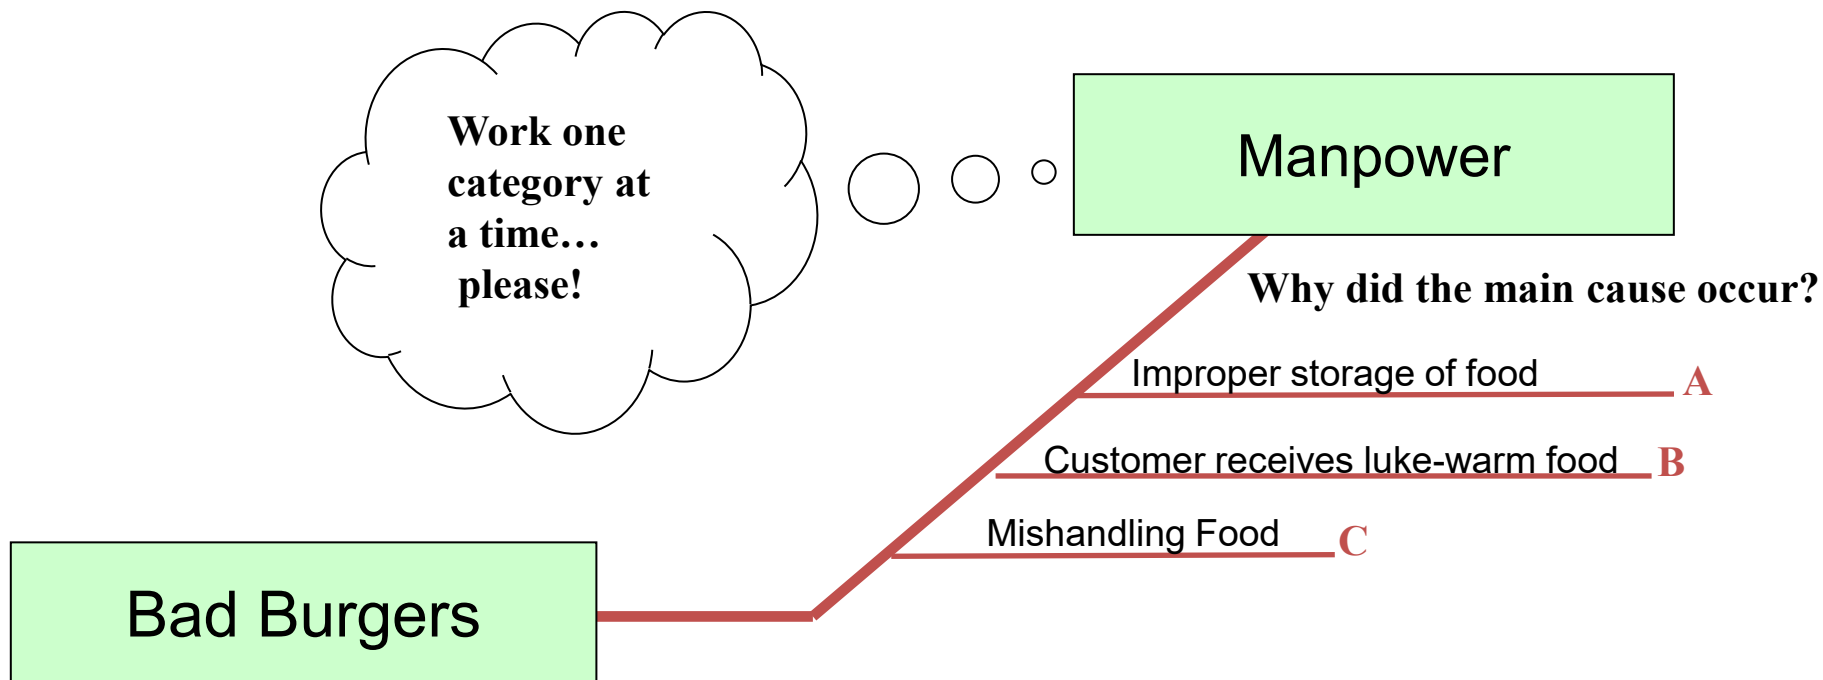 Work one
category at
a time…
please!
Manpower
Why did the main cause occur?
Improper storage of food A
Customer receives luke-warm food B
Mishandling Food C
Bad Burgers